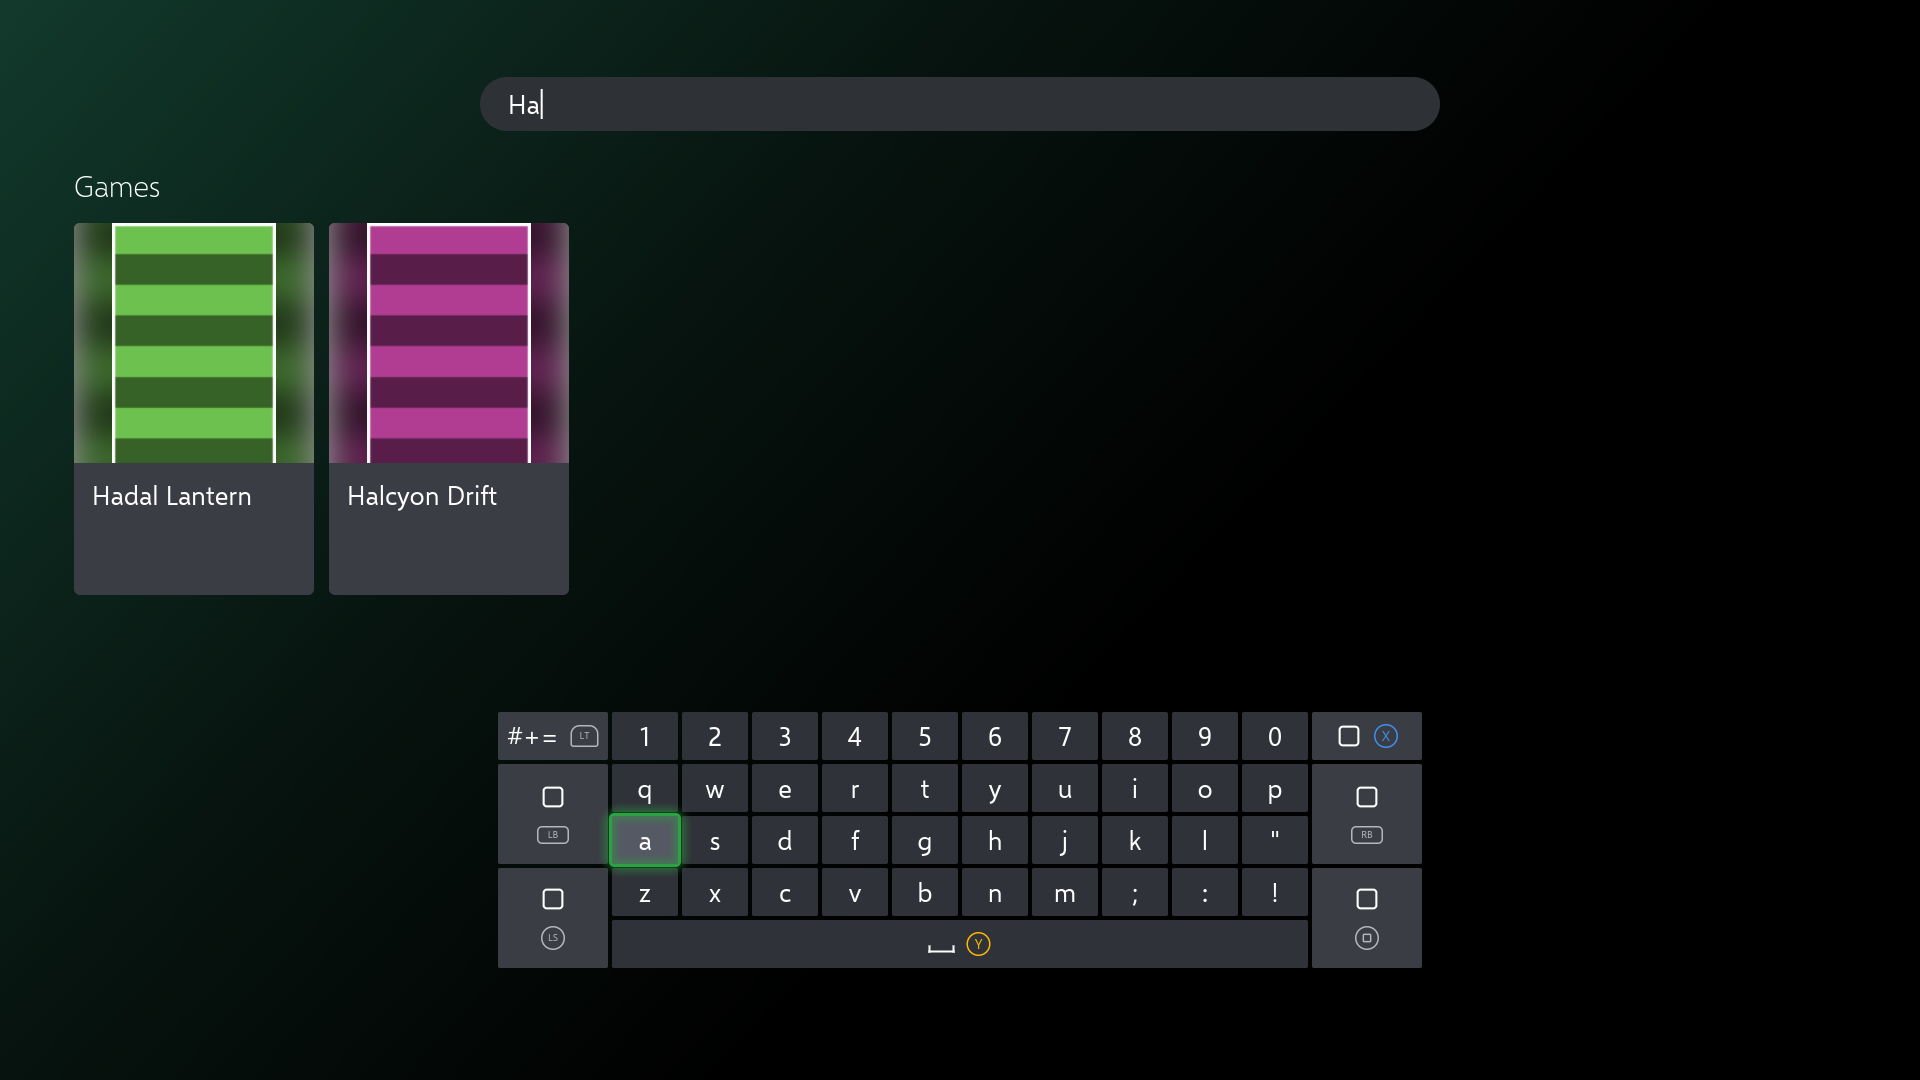 Ha
Games
Hadal Lantern
Halcyon Drift
#+= LT 1 2 3 4 5 6 7 8 9 0 X
q w e r t y u i o p
LB RB
a s d f g h j k l "
z x c v b n m ; : !
LS Y